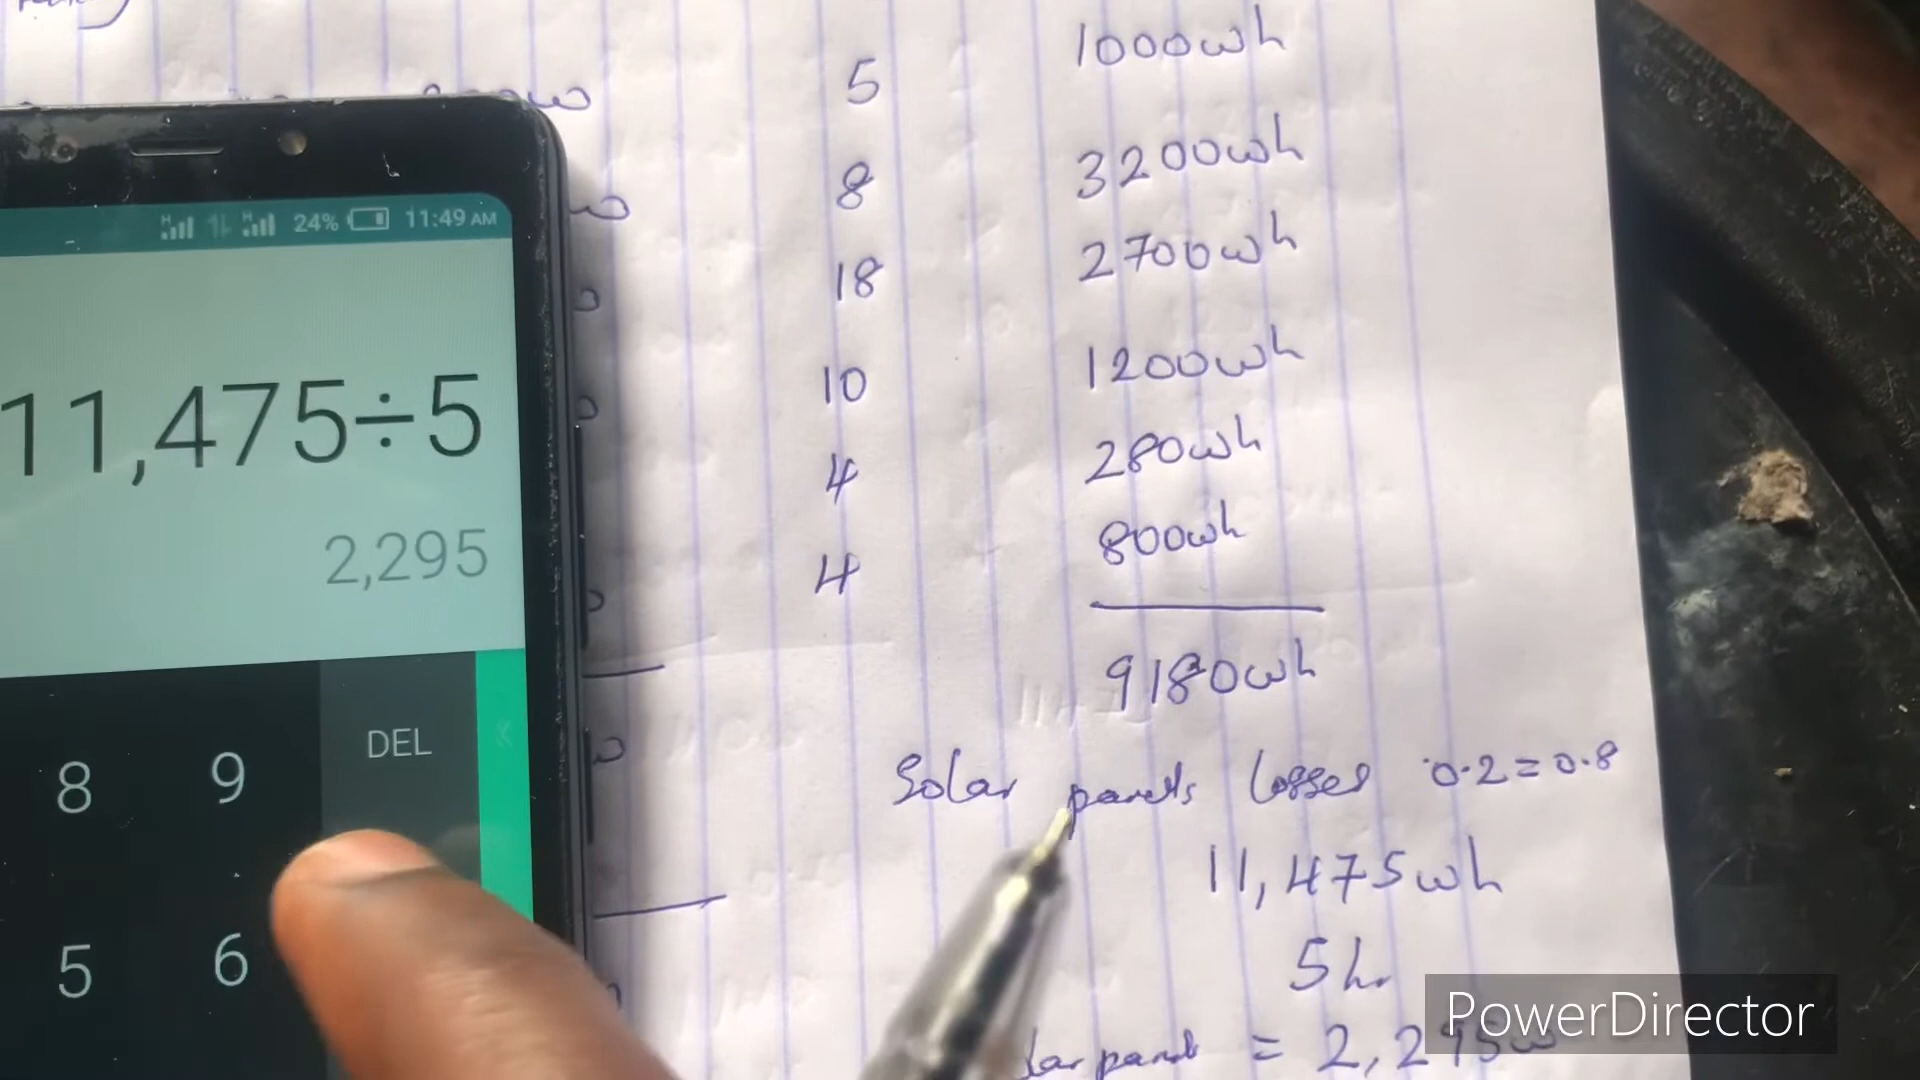 1000wh
5
3200wh
8
2700wh
18
1200wh
10
280wh
4
800wh
4
9180wh
Solar panels losses 0.2=0.8
11,475wh
5hr
= 2,295w
24% 11:49 AM
11,475÷5
2,295
DEL
8 9
5 6
PowerDirector